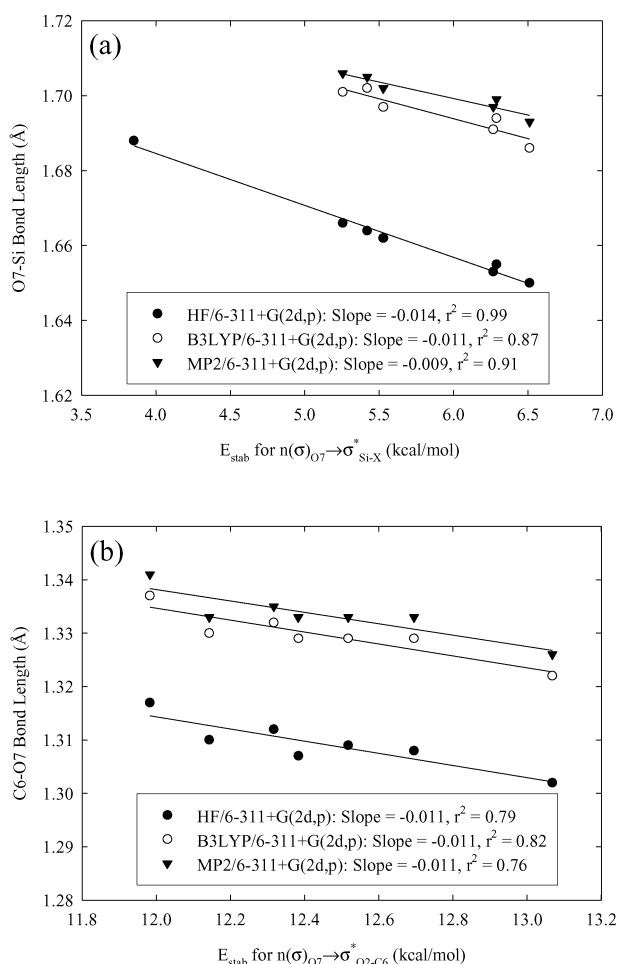 (a)
1.72
1.70
1.68
1.66
1.64
1.62
O7-Si Bond Length (Å)
HF/6-311+G(2d,p): Slope = -0.014, r² = 0.99
B3LYP/6-311+G(2d,p): Slope = -0.011, r² = 0.87
MP2/6-311+G(2d,p): Slope = -0.009, r² = 0.91
3.5 4.0 4.5 5.0 5.5 6.0 6.5 7.0
E_stab for n(σ)_O7→σ*_Si-X (kcal/mol)
(b)
1.35
1.34
1.33
1.32
1.31
1.30
1.29
1.28
C6-O7 Bond Length (Å)
HF/6-311+G(2d,p): Slope = -0.011, r² = 0.79
B3LYP/6-311+G(2d,p): Slope = -0.011, r² = 0.82
MP2/6-311+G(2d,p): Slope = -0.011, r² = 0.76
11.8 12.0 12.2 12.4 12.6 12.8 13.0 13.2
E_stab for n(σ)_O7→σ*_O2-C6 (kcal/mol)